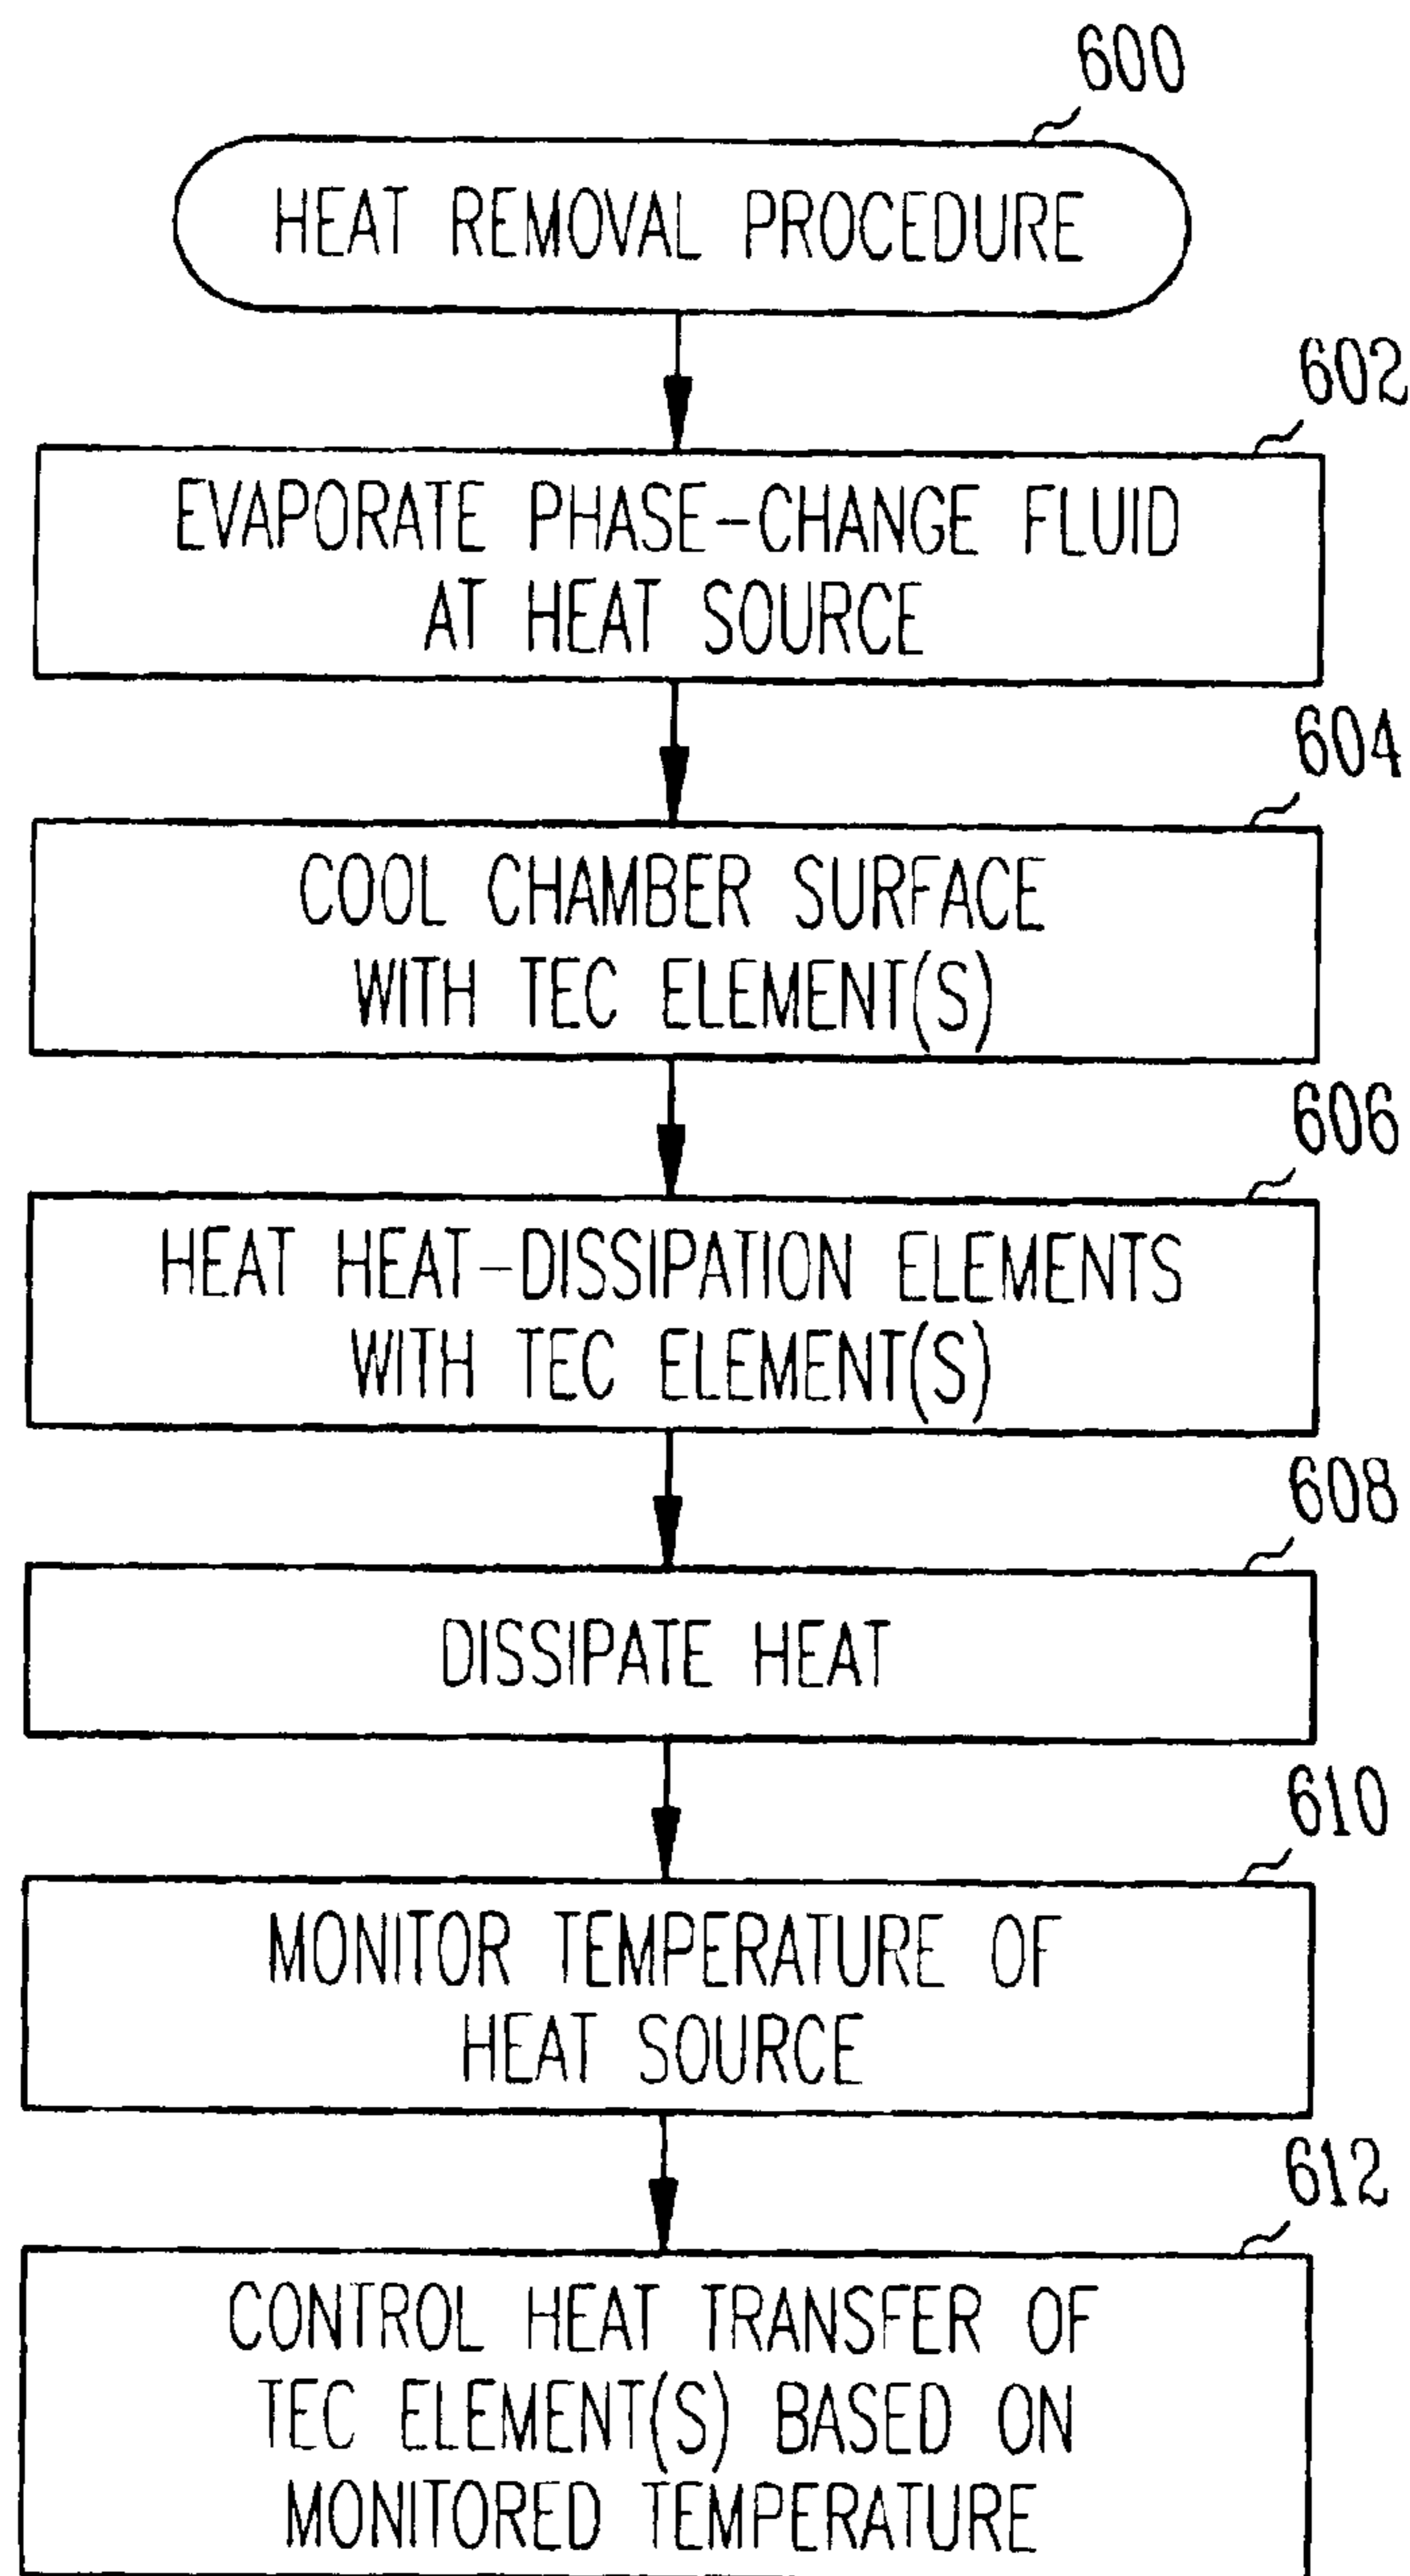 600
HEAT REMOVAL PROCEDURE
602
EVAPORATE PHASE-CHANGE FLUID
AT HEAT SOURCE
604
COOL CHAMBER SURFACE
WITH TEC ELEMENT(S)
606
HEAT HEAT-DISSIPATION ELEMENTS
WITH TEC ELEMENT(S)
608
DISSIPATE HEAT
610
MONITOR TEMPERATURE OF
HEAT SOURCE
612
CONTROL HEAT TRANSFER OF
TEC ELEMENT(S) BASED ON
MONITORED TEMPERATURE